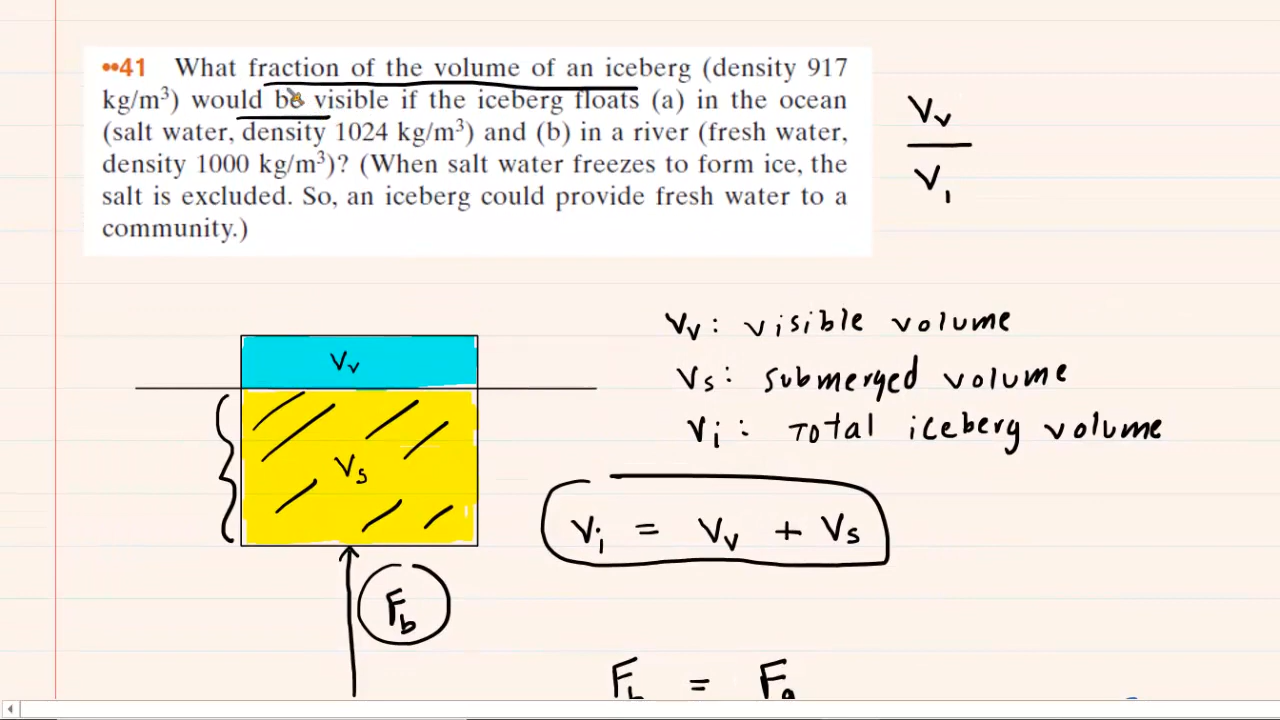 ••41 What fraction of the volume of an iceberg (density 917
kg/m³) would be visible if the iceberg floats (a) in the ocean
(salt water, density 1024 kg/m³) and (b) in a river (fresh water,
density 1000 kg/m³)? (When salt water freezes to form ice, the
salt is excluded. So, an iceberg could provide fresh water to a
community.)
Vv
Vi
Vv : visible volume
Vs : submerged volume
Vi : Total iceberg volume
Vv
Vs
Vi = Vv + Vs
Fb
Fb = Fg